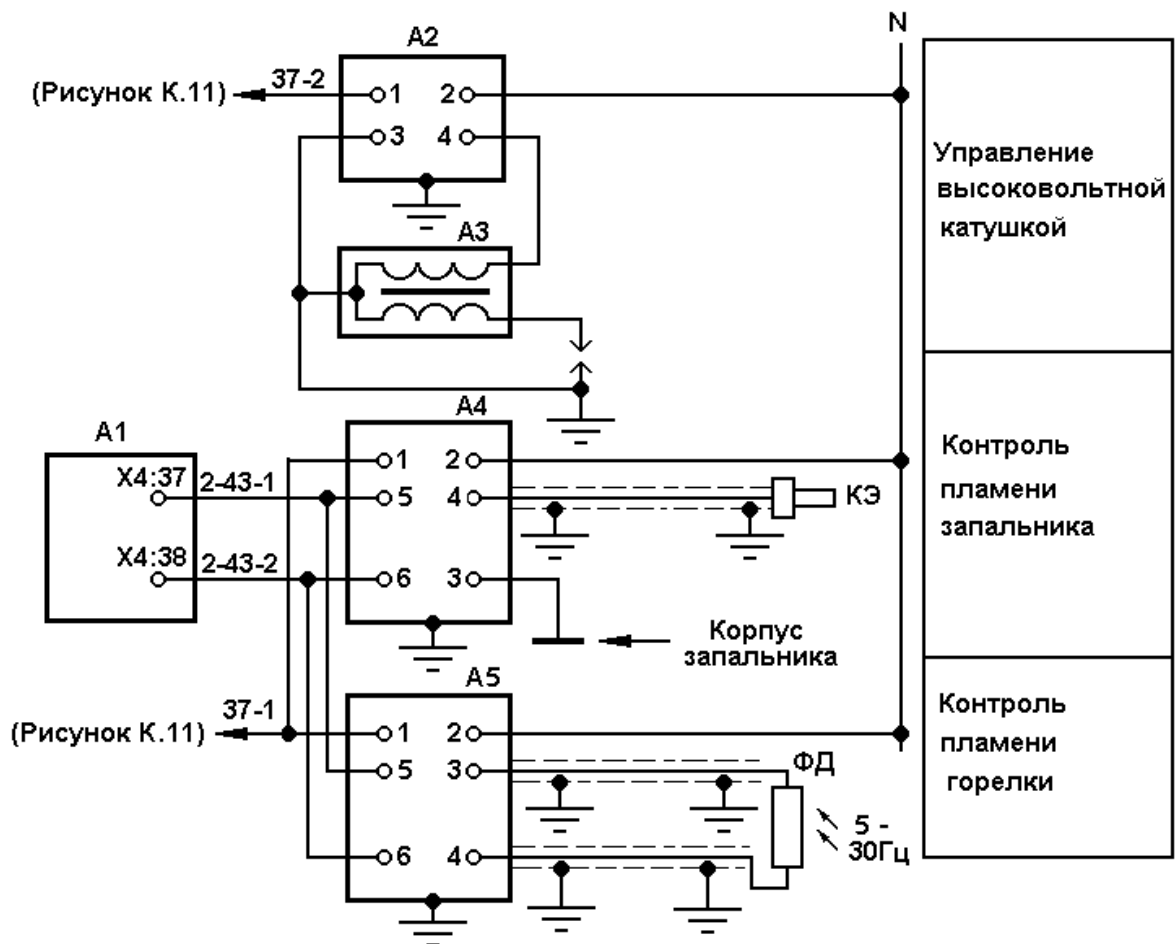 N
A2
(Рисунок К.11)
37-2
1
2
3
4
A3
Управление
высоковольтной
катушкой
A1
X4:37
2-43-1
X4:38
2-43-2
A4
1
2
5
4
КЭ
6
3
Корпус
запальника
Контроль
пламени
запальника
A5
(Рисунок К.11)
37-1
1
2
5
3
ФД
6
4
5 -
30Гц
Контроль
пламени
горелки